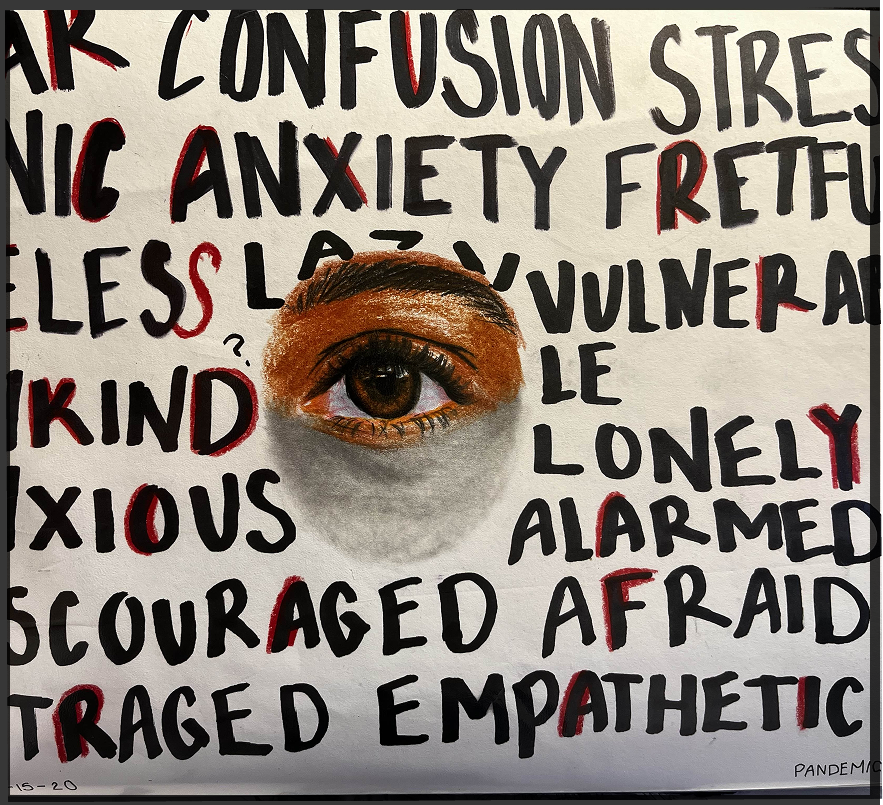 AR CONFUSION STRES
NIC ANXIETY FRETFU
ELESS LAZY VULNERAB
LE
?
KIND LONELY
XIOUS ALARMED
SCOURAGED AFRAID
TRAGED EMPATHETIC
-15-20 PANDEMIC